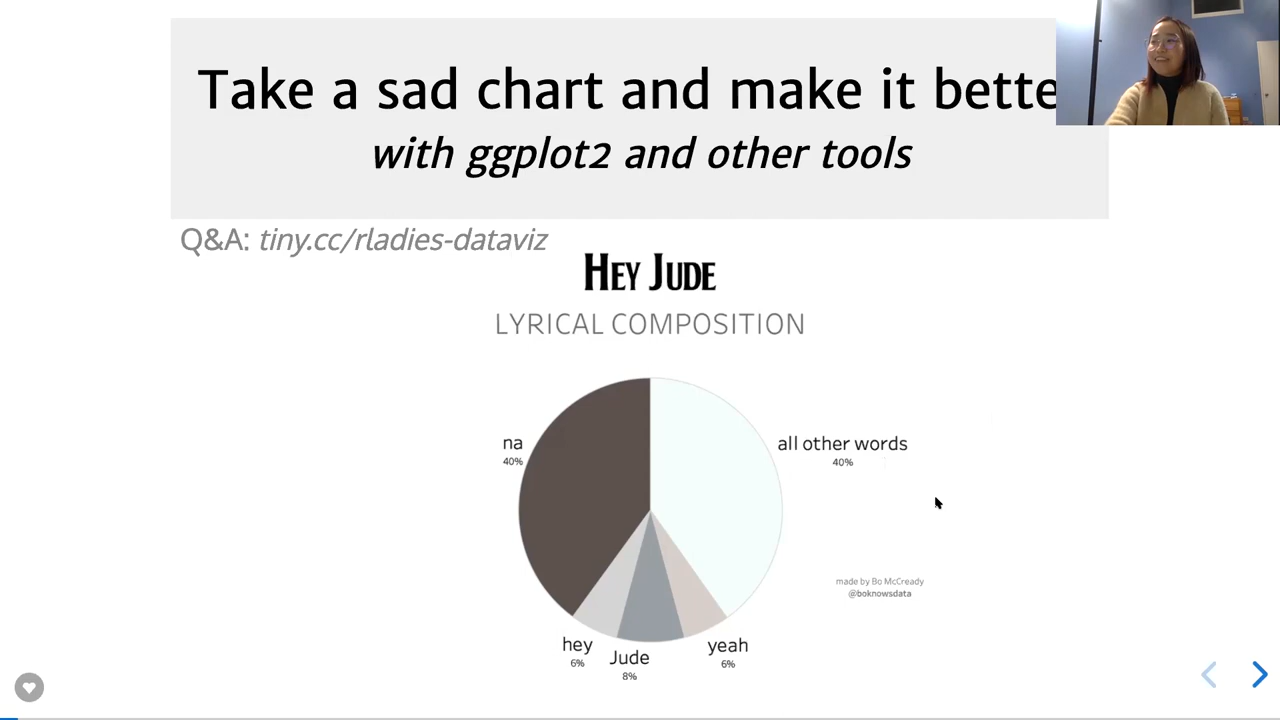 Take a sad chart and make it bette
with ggplot2 and other tools
Q&A: tiny.cc/rladies-dataviz
HEY JUDE
LYRICAL COMPOSITION
na
40%
all other words
40%
made by Bo McCready
@boknowsdata
hey
6%
Jude
8%
yeah
6%